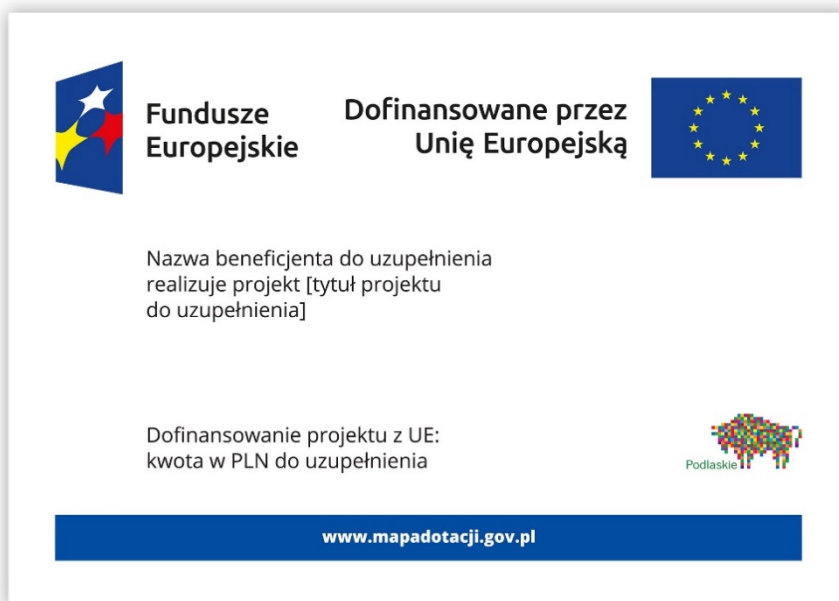 Fundusze
Europejskie
Dofinansowane przez
Unię Europejską
Nazwa beneficjenta do uzupełnienia
realizuje projekt [tytuł projektu
do uzupełnienia]
Dofinansowanie projektu z UE:
kwota w PLN do uzupełnienia
Podlaskie
www.mapadotacji.gov.pl